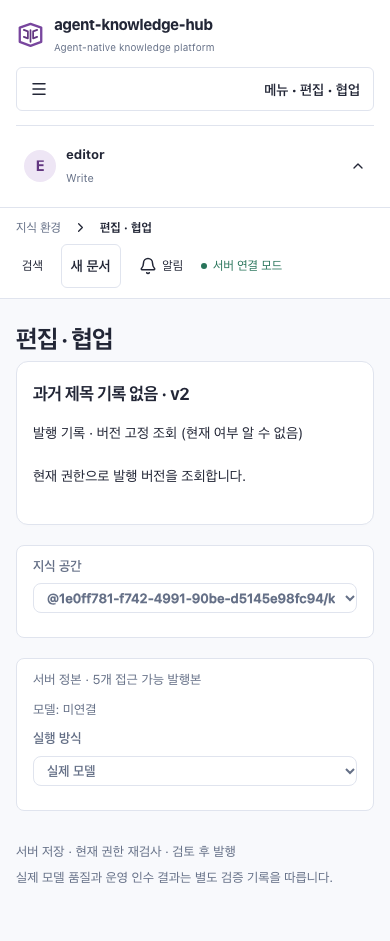 agent-knowledge-hub
Agent-native knowledge platform
메뉴 · 편집 · 협업
E
editor
Write
지식 환경
편집 · 협업
검색
새 문서
알림
서버 연결 모드
편집 · 협업
과거 제목 기록 없음 · v2
발행 기록 · 버전 고정 조회 (현재 여부 알 수 없음)
현재 권한으로 발행 버전을 조회합니다.
지식 공간
@1e0ff781-f742-4991-90be-d5145e98fc94/k
서버 정본 · 5개 접근 가능 발행본
모델: 미연결
실행 방식
실제 모델
서버 저장 · 현재 권한 재검사 · 검토 후 발행
실제 모델 품질과 운영 인수 결과는 별도 검증 기록을 따릅니다.